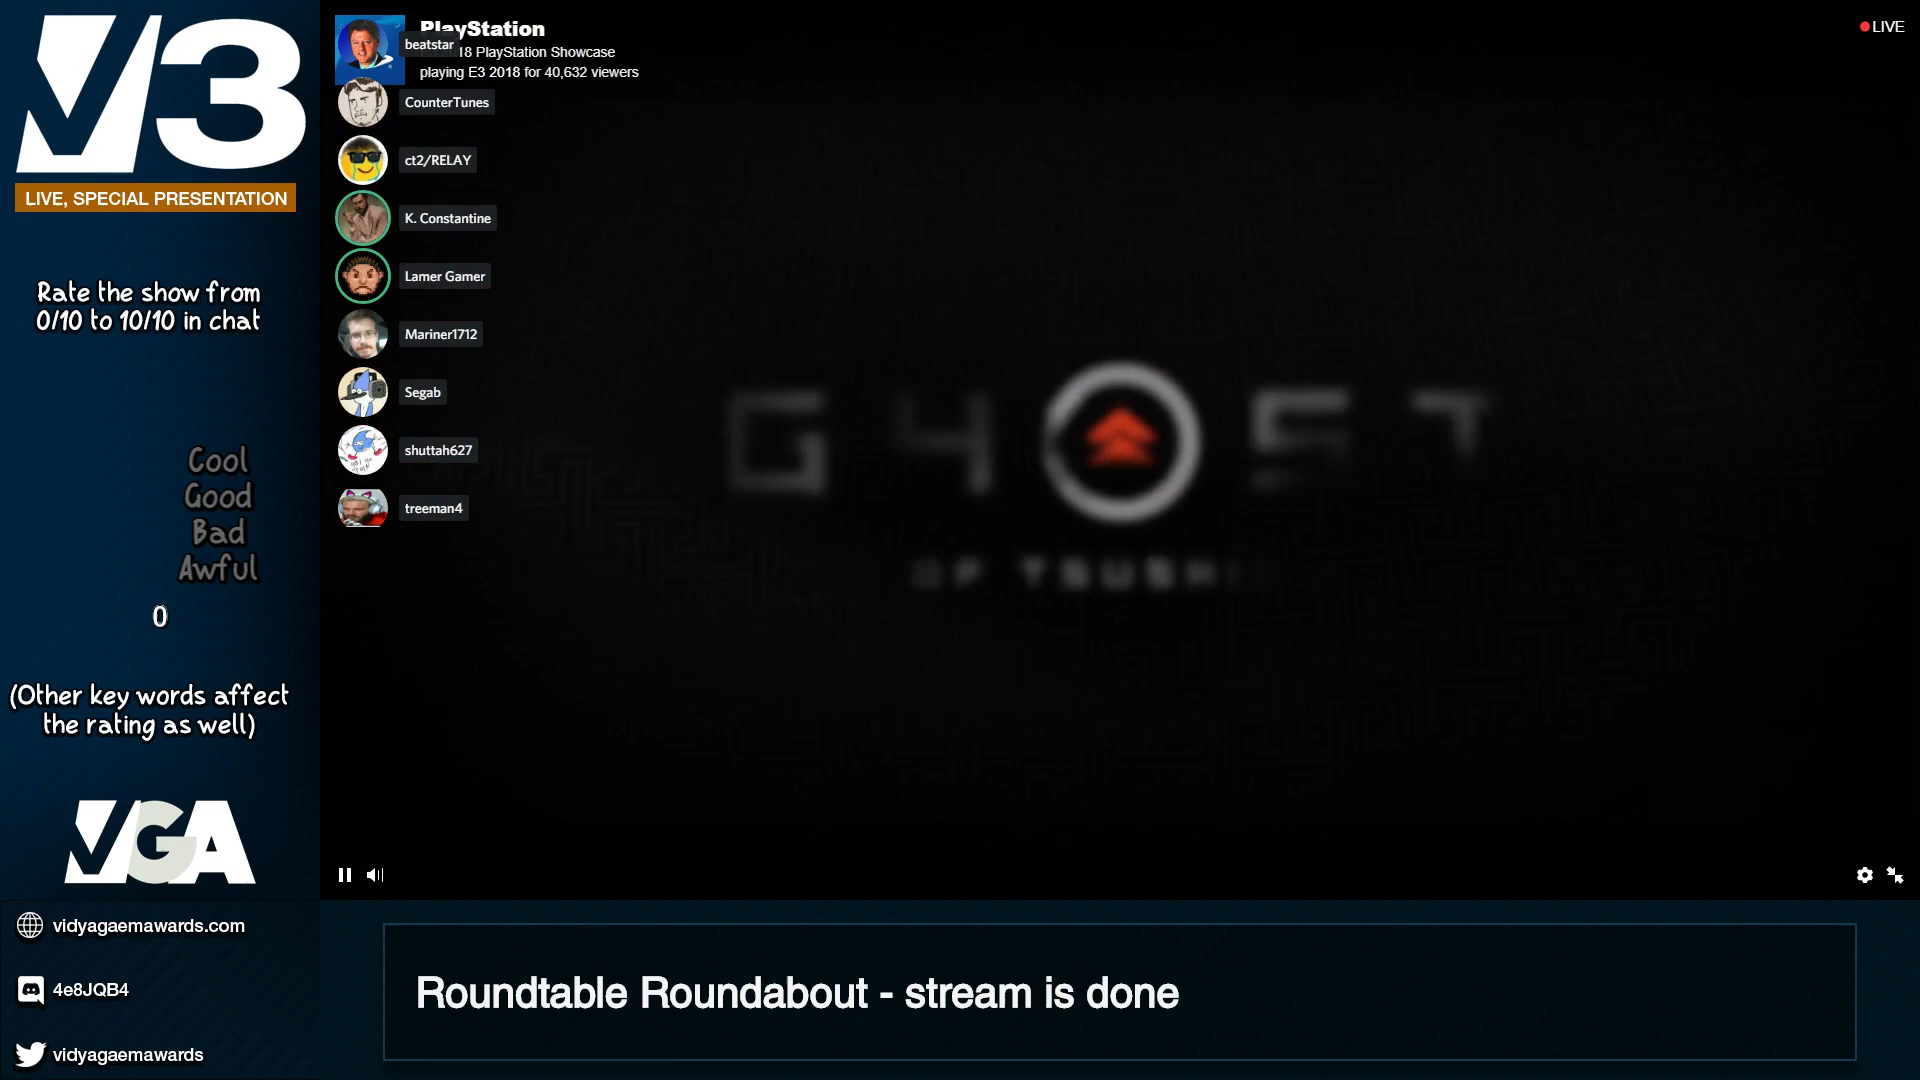 V3
LIVE, SPECIAL PRESENTATION
Rate the show from
0/10 to 10/10 in chat
Cool
Good
Bad
Awful
0
(Other key words affect
the rating as well)
VGA
vidyagaemawards.com
4e8JQB4
vidyagaemawards
PlayStation
18 PlayStation Showcase
playing E3 2018 for 40,632 viewers
LIVE
beatstar
CounterTunes
ct2/RELAY
K. Constantine
Lamer Gamer
Mariner1712
Segab
shuttah627
treeman4
G4OST
OF TSUSH
Roundtable Roundabout - stream is done